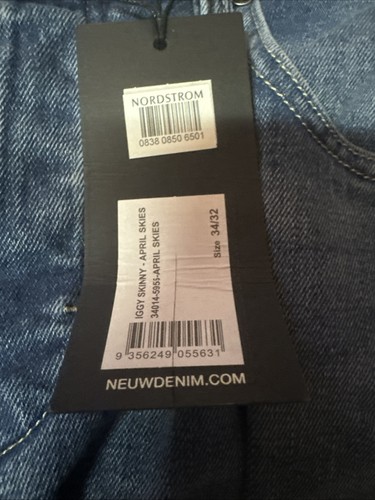 NORDSTROM
0838 0850 6501
IGGY SKINNY - APRIL SKIES
34014-5955-APRIL SKIES
Size 34/32
9 356249 055631
NEUWDENIM.COM